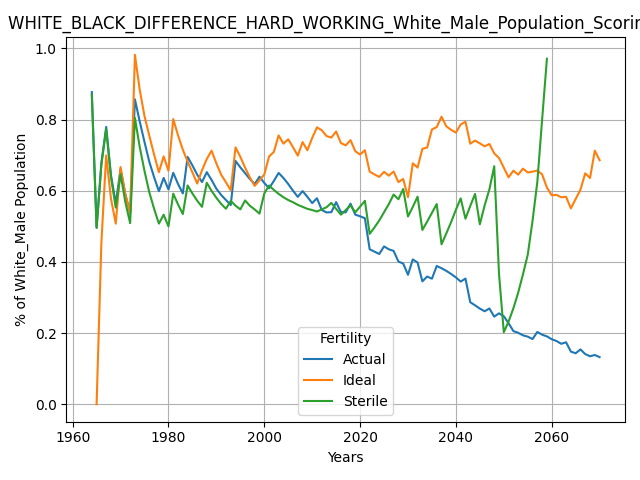 WHITE_BLACK_DIFFERENCE_HARD_WORKING_White_Male_Population_Scorin
% of White_Male Population
1.0
0.8
0.6
0.4
0.2
0.0
Fertility
Actual
Ideal
Sterile
1960 1980 2000 2020 2040 2060
Years